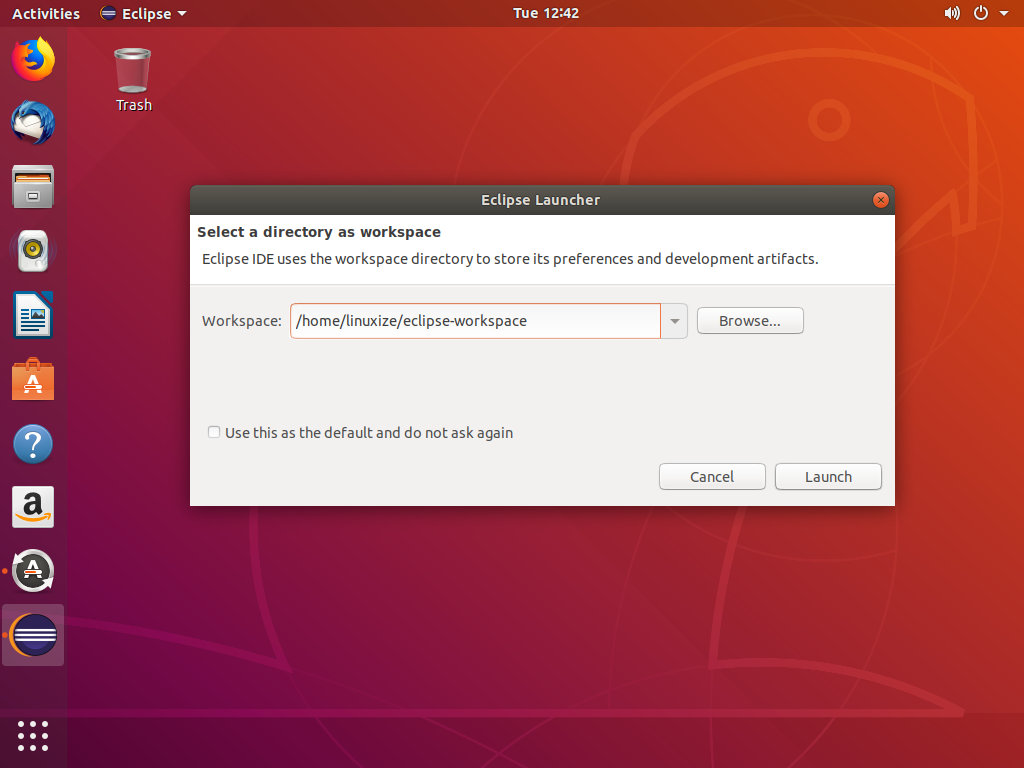 Activities Eclipse Tue 12:42
Trash
Eclipse Launcher
Select a directory as workspace
Eclipse IDE uses the workspace directory to store its preferences and development artifacts.
Workspace: /home/linuxize/eclipse-workspace Browse...
Use this as the default and do not ask again
Cancel Launch